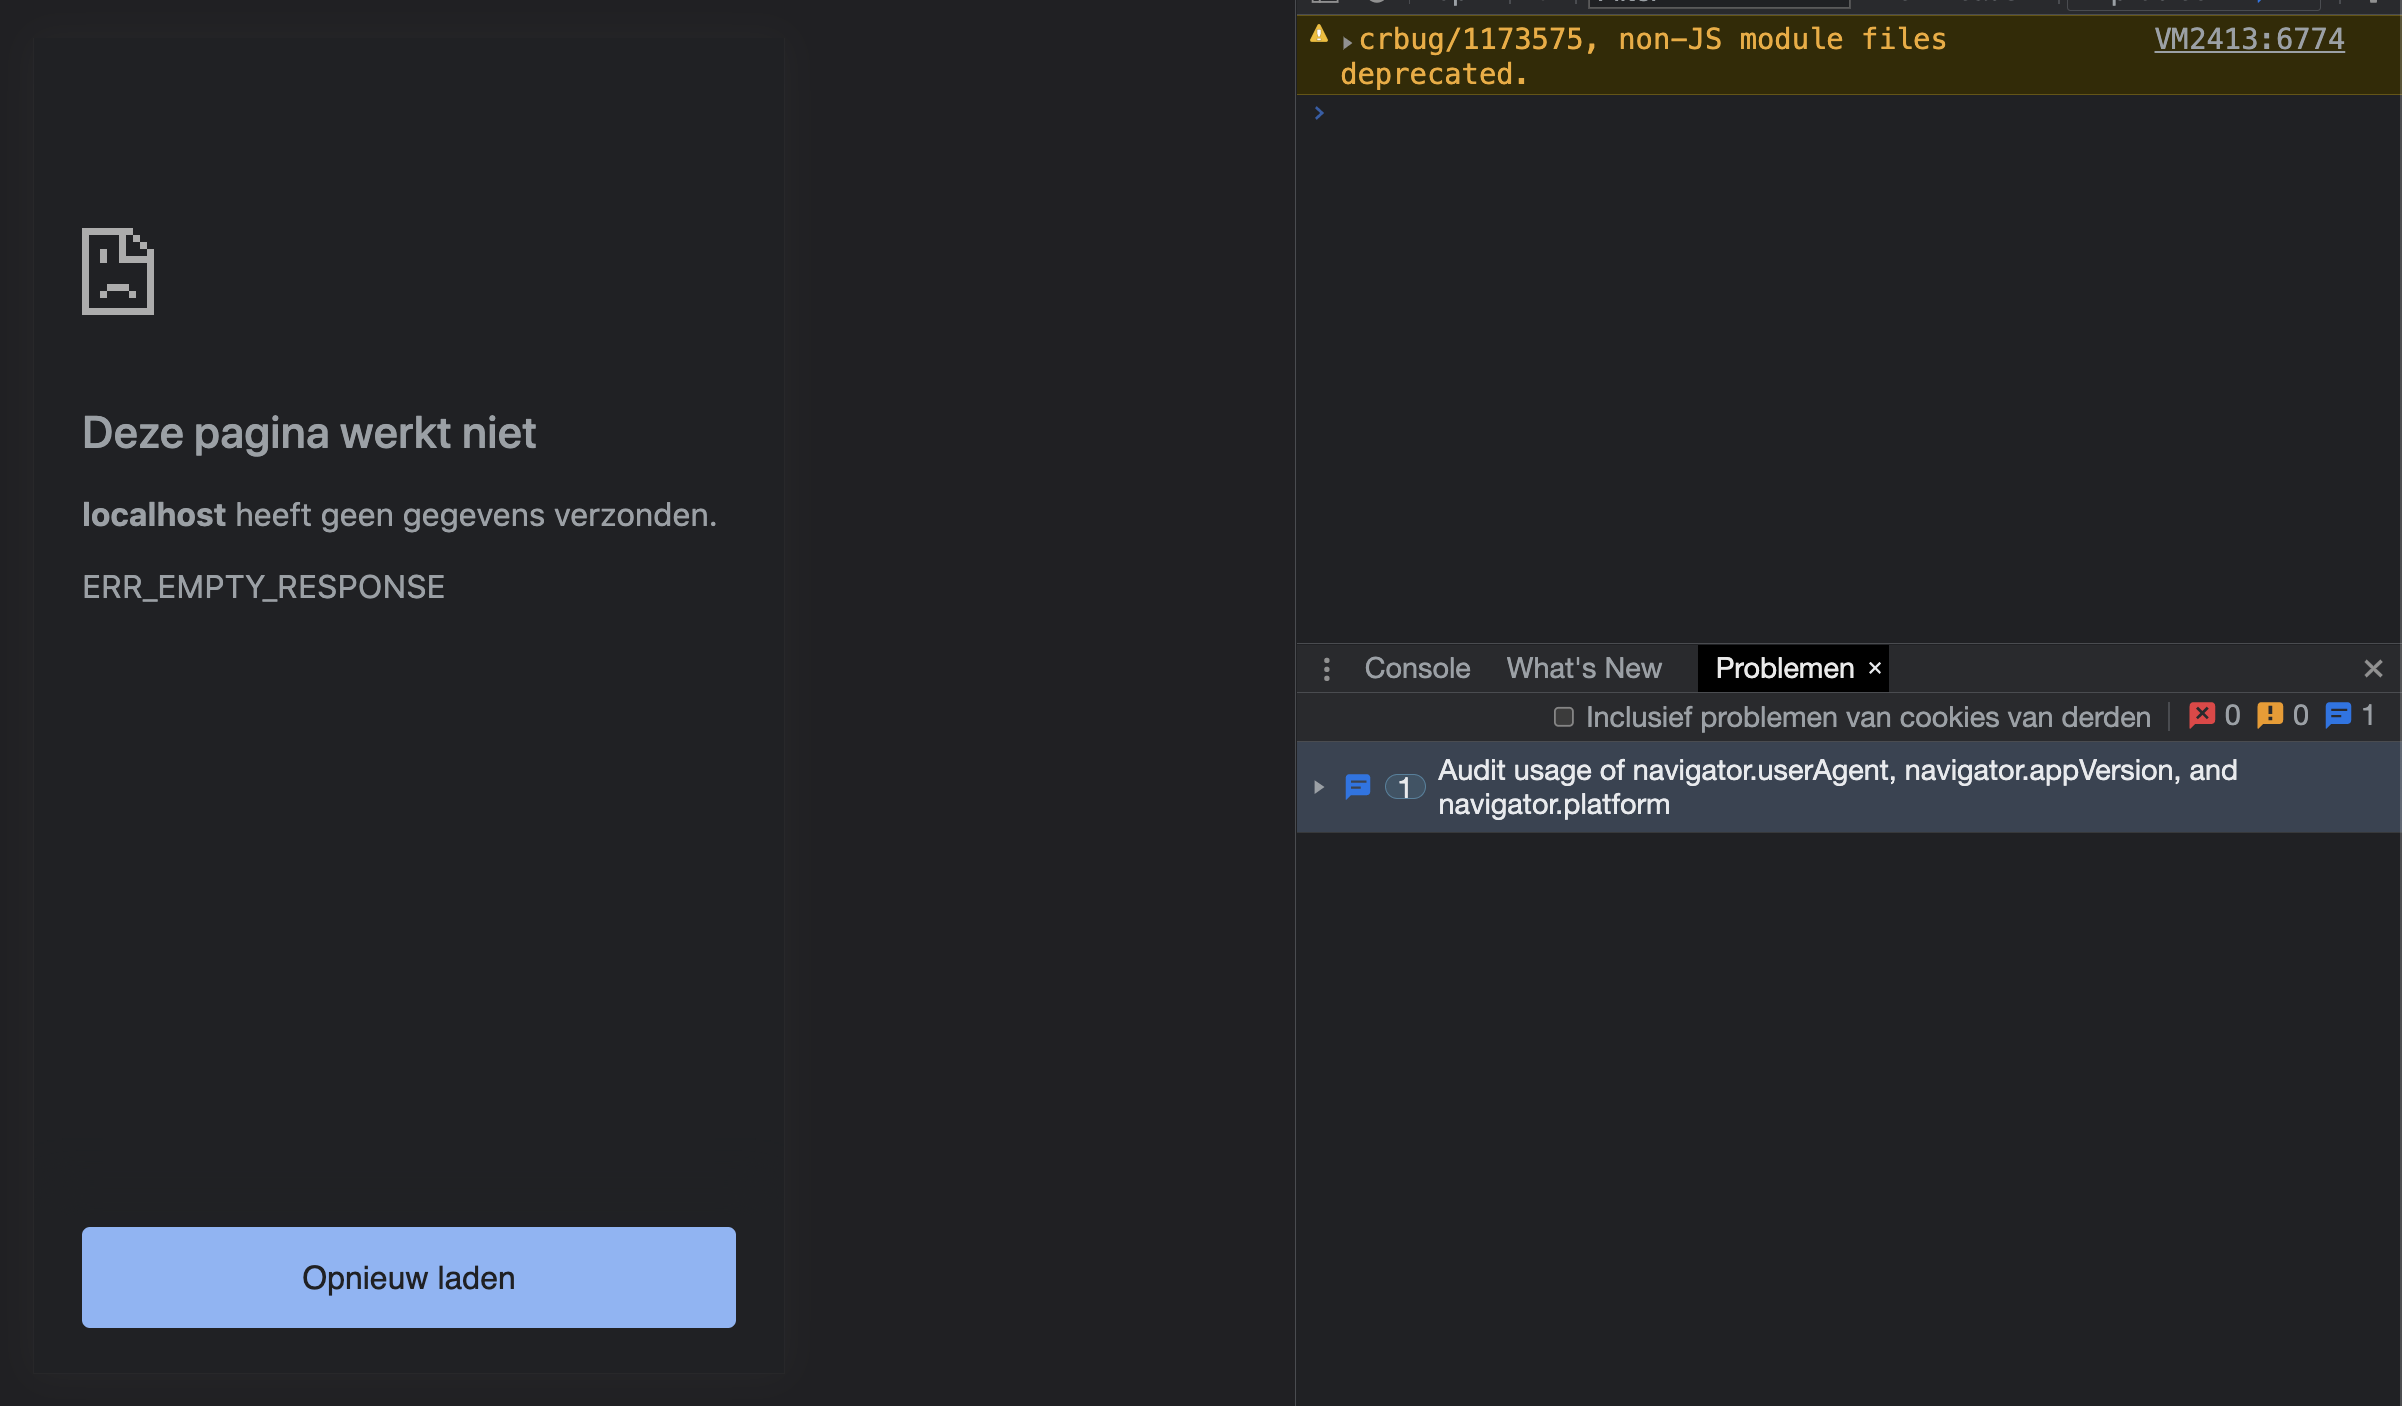 Deze pagina werkt niet
localhost heeft geen gegevens verzonden.
ERR_EMPTY_RESPONSE
Opnieuw laden
crbug/1173575, non-JS module files
deprecated.
VM2413:6774
Console
What's New
Problemen ×
Inclusief problemen van cookies van derden
0
0
1
1
Audit usage of navigator.userAgent, navigator.appVersion, and
navigator.platform